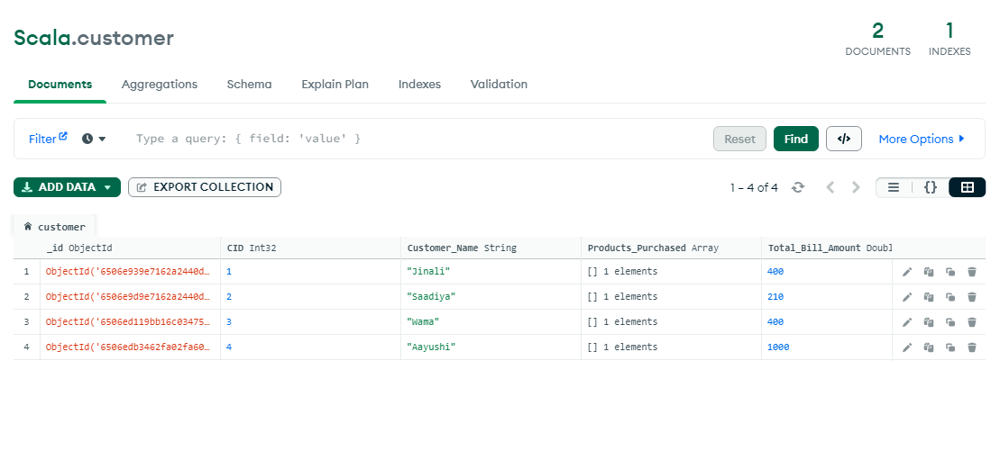 Scala.customer
2 1
DOCUMENTS INDEXES
Documents Aggregations Schema Explain Plan Indexes Validation
Filter Type a query: { field: 'value' } Reset Find </> More Options
ADD DATA EXPORT COLLECTION 1 – 4 of 4 {}
customer
_id ObjectId CID Int32 Customer_Name String Products_Purchased Array Total_Bill_Amount Doubl
1 ObjectId('6506e939e7162a2440d… 1 "Jinali" [] 1 elements 400
2 ObjectId('6506e9d9e7162a2440d… 2 "Saadiya" [] 1 elements 210
3 ObjectId('6506ed119bb16c03475… 3 "Wama" [] 1 elements 400
4 ObjectId('6506edb3462fa02fa60… 4 "Aayushi" [] 1 elements 1000